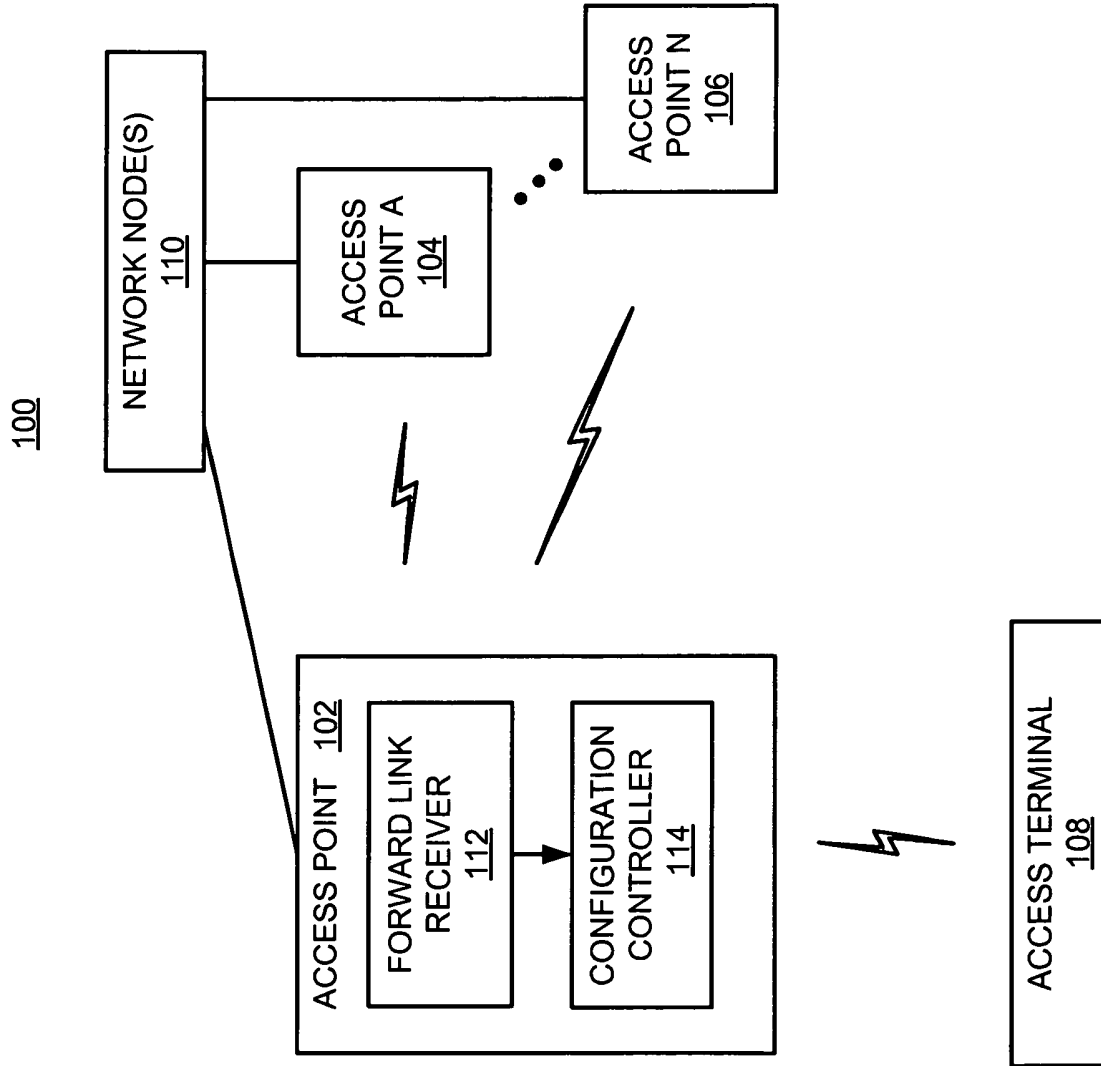 100
NETWORK NODE(S)
110
ACCESS POINT 102
FORWARD LINK
RECEIVER
112
CONFIGURATION
CONTROLLER
114
ACCESS
POINT A
104
ACCESS
POINT N
106
ACCESS TERMINAL
108